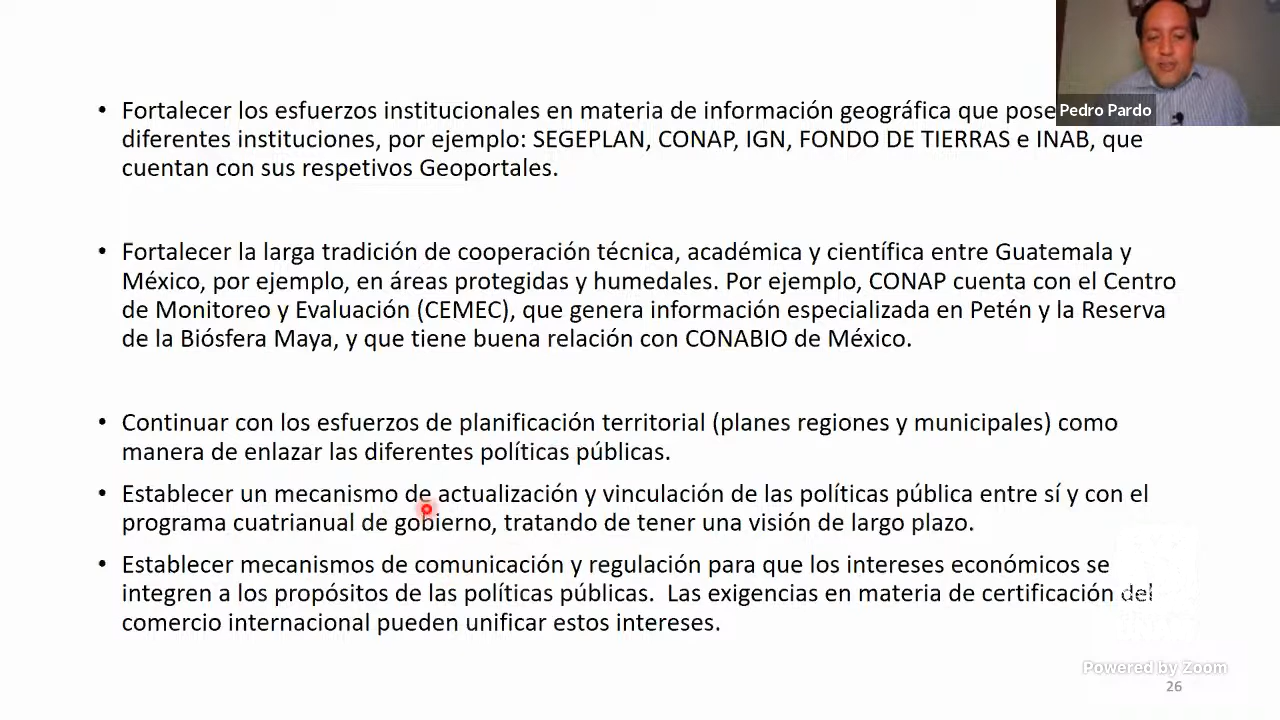 • Fortalecer los esfuerzos institucionales en materia de información geográfica que pose
diferentes instituciones, por ejemplo: SEGEPLAN, CONAP, IGN, FONDO DE TIERRAS e INAB, que
cuentan con sus respetivos Geoportales.
• Fortalecer la larga tradición de cooperación técnica, académica y científica entre Guatemala y
México, por ejemplo, en áreas protegidas y humedales. Por ejemplo, CONAP cuenta con el Centro
de Monitoreo y Evaluación (CEMEC), que genera información especializada en Petén y la Reserva
de la Biósfera Maya, y que tiene buena relación con CONABIO de México.
• Continuar con los esfuerzos de planificación territorial (planes regiones y municipales) como
manera de enlazar las diferentes políticas públicas.
• Establecer un mecanismo de actualización y vinculación de las políticas pública entre sí y con el
programa cuatrianual de gobierno, tratando de tener una visión de largo plazo.
• Establecer mecanismos de comunicación y regulación para que los intereses económicos se
integren a los propósitos de las políticas públicas. Las exigencias en materia de certificación del
comercio internacional pueden unificar estos intereses.
Pedro Pardo
Powered by Zoom
26